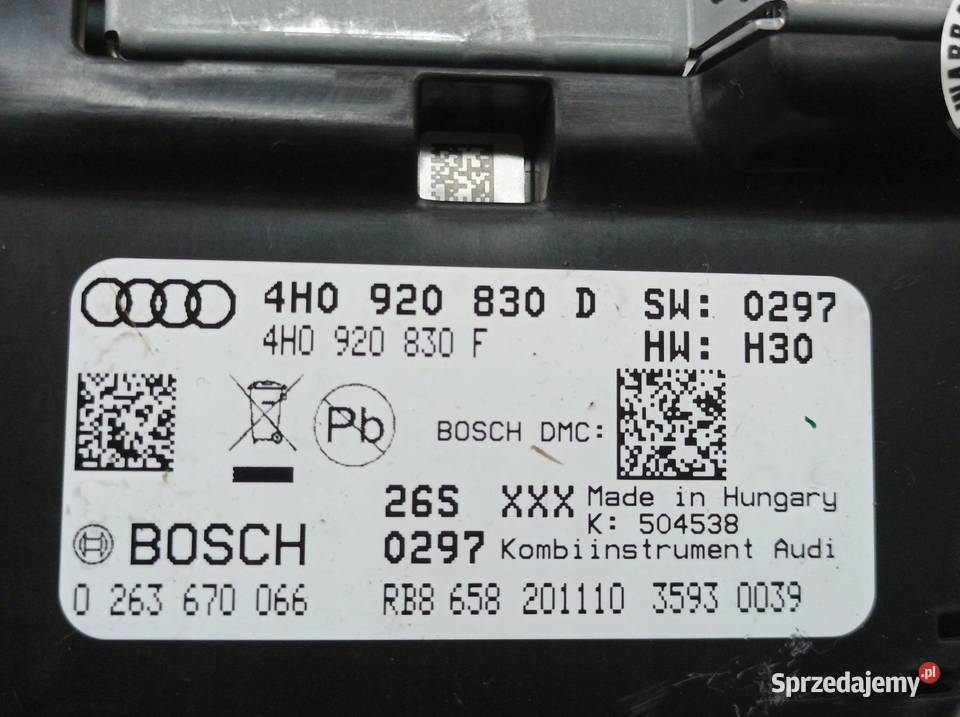 4H0 920 830 D SW: 0297
4H0 920 830 F HW: H30
Pb
BOSCH DMC:
26S XXX Made in Hungary
K: 504538
BOSCH 0297 Kombiinstrument Audi
0 263 670 066 RB8 658 201110 3593 0039
Sprzedajemy.pl